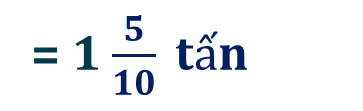 = 1 5/10 tấn